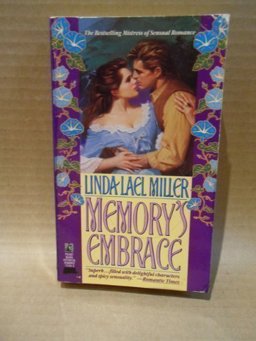 The Bestselling Mistress of Sensual Romance
LINDA LAEL MILLER
MEMORY'S
EMBRACE
"Superb...filled with delightful characters
and spicy sensuality." —Romantic Times